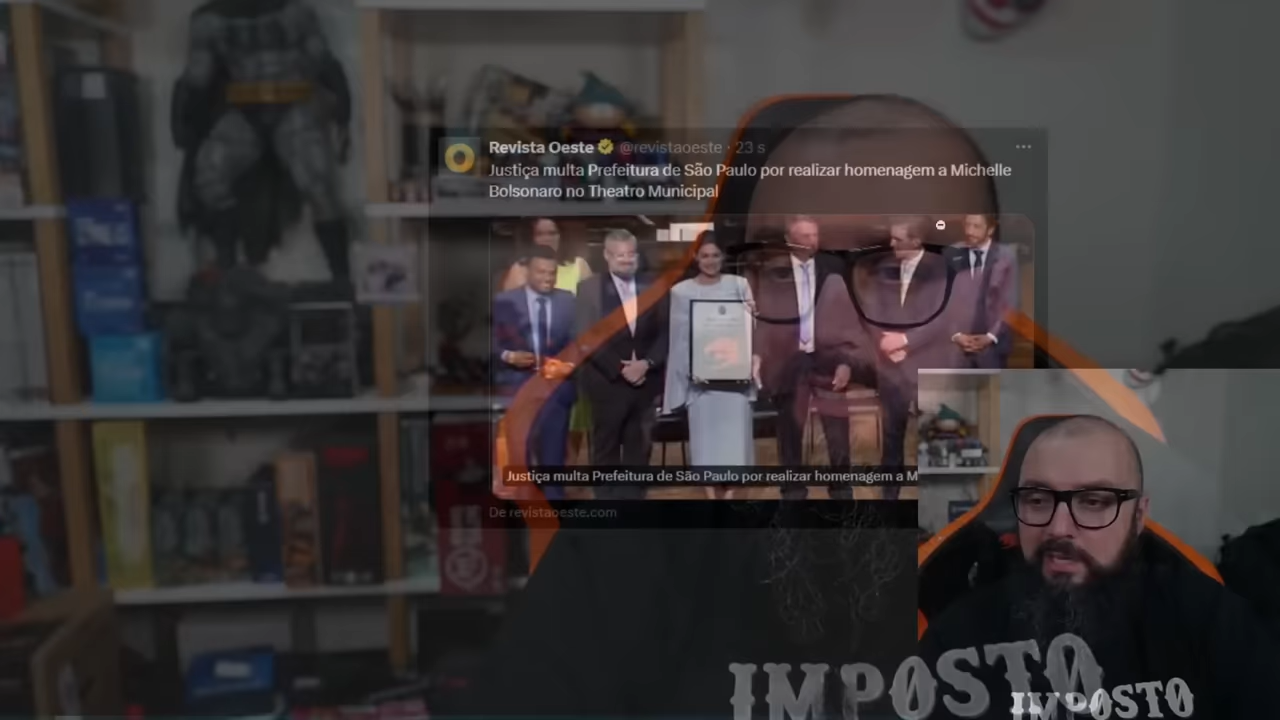 Revista Oeste @revistaoeste · 23 s
Justiça multa Prefeitura de São Paulo por realizar homenagem a Michelle
Bolsonaro no Theatro Municipal
Justiça multa Prefeitura de São Paulo por realizar homenagem a M
De revistaoeste.com
IMPOSTO
IMPOSTO